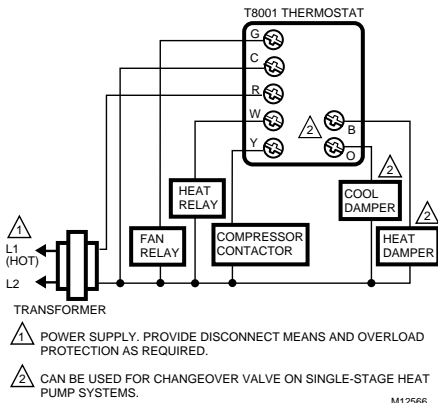 T8001 THERMOSTAT
G
C
R
W
Y
2
B
O
2
2
1
L1
(HOT)
L2
HEAT
RELAY
COOL
DAMPER
FAN
RELAY
COMPRESSOR
CONTACTOR
HEAT
DAMPER
TRANSFORMER
1 POWER SUPPLY. PROVIDE DISCONNECT MEANS AND OVERLOAD
PROTECTION AS REQUIRED.
2 CAN BE USED FOR CHANGEOVER VALVE ON SINGLE-STAGE HEAT
PUMP SYSTEMS.
M12566